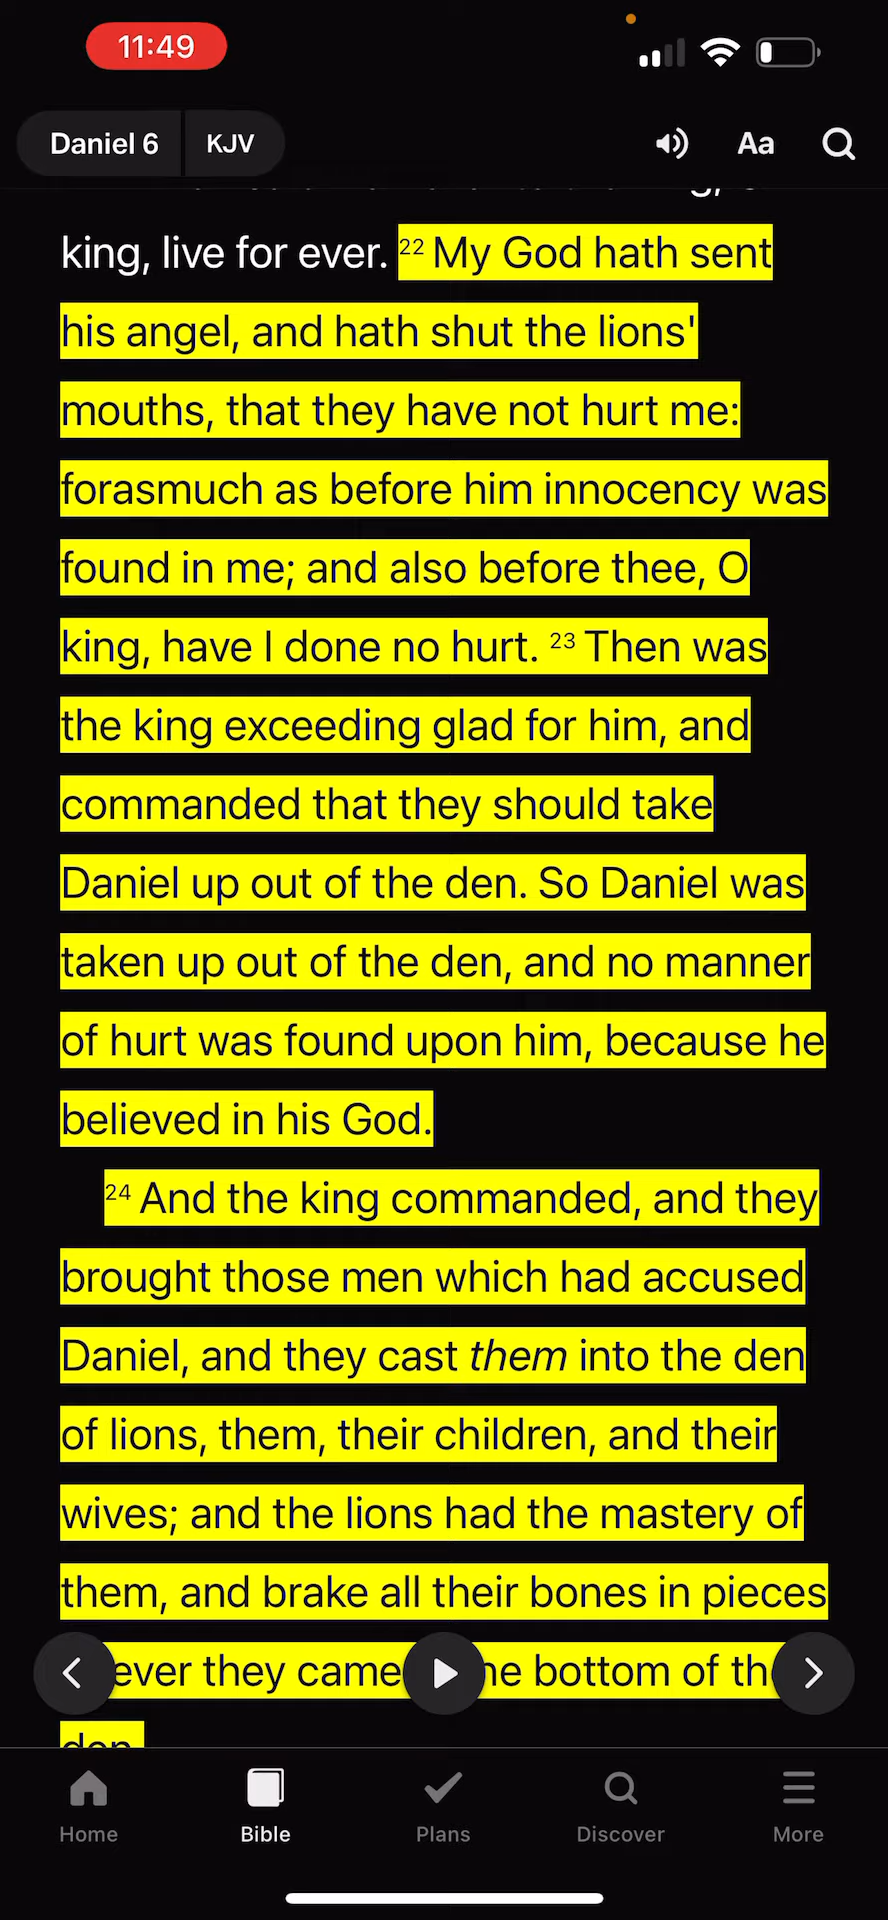 11:49
Daniel 6 KJV Aa
king, live for ever. 22 My God hath sent
his angel, and hath shut the lions'
mouths, that they have not hurt me:
forasmuch as before him innocency was
found in me; and also before thee, O
king, have I done no hurt. 23 Then was
the king exceeding glad for him, and
commanded that they should take
Daniel up out of the den. So Daniel was
taken up out of the den, and no manner
of hurt was found upon him, because he
believed in his God.
24 And the king commanded, and they
brought those men which had accused
Daniel, and they cast them into the den
of lions, them, their children, and their
wives; and the lions had the mastery of
them, and brake all their bones in pieces
ever they came bottom of
Home Bible Plans Discover More